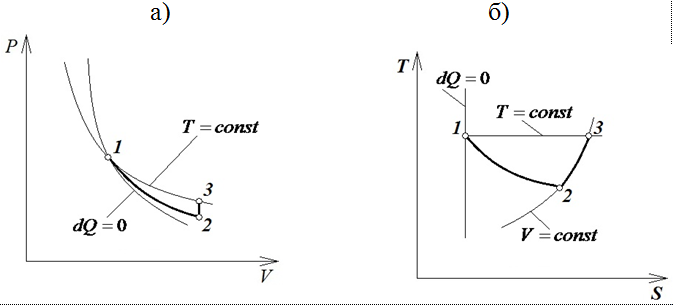 а)
P
1
T = const
3
2
dQ = 0
V
б)
T
dQ = 0
T = const
1
3
2
V = const
S